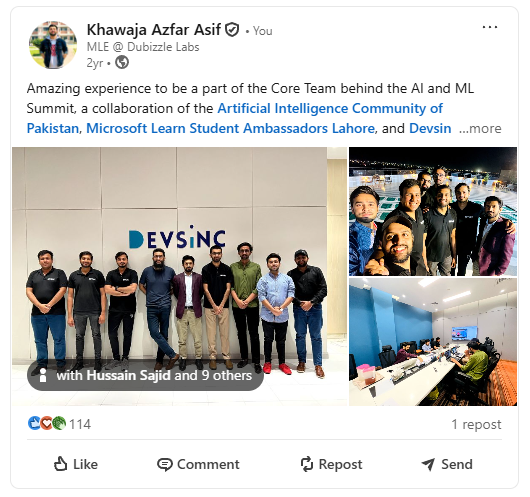 Khawaja Azfar Asif • You
MLE @ Dubizzle Labs
2yr •
Amazing experience to be a part of the Core Team behind the AI and ML
Summit, a collaboration of the Artificial Intelligence Community of
Pakistan, Microsoft Learn Student Ambassadors Lahore, and Devsin ...more
DEVSINC
with Hussain Sajid and 9 others
114
1 repost
Like
Comment
Repost
Send